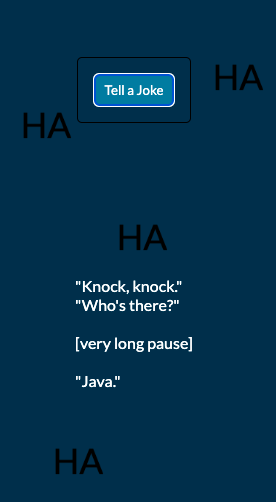 Tell a Joke
HA
HA
HA
"Knock, knock."
"Who's there?"
[very long pause]
"Java."
HA